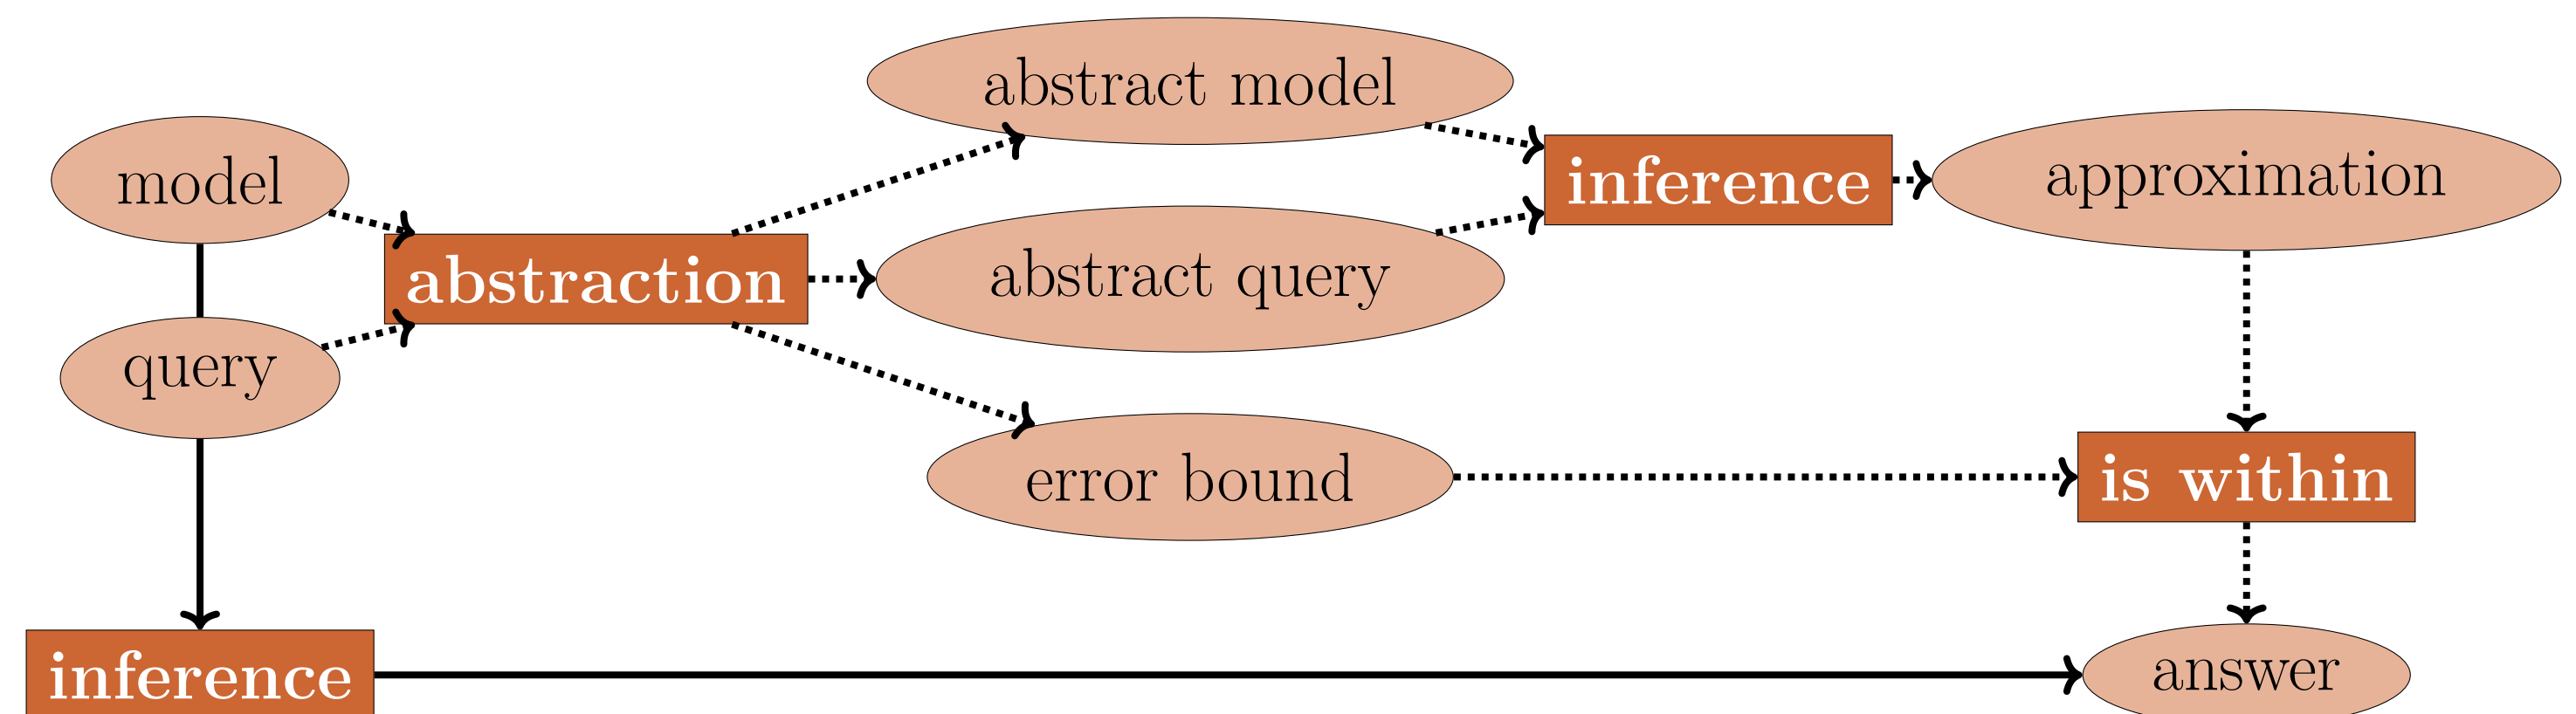 model
query
inference
abstraction
abstract model
abstract query
error bound
inference
approximation
is within
answer